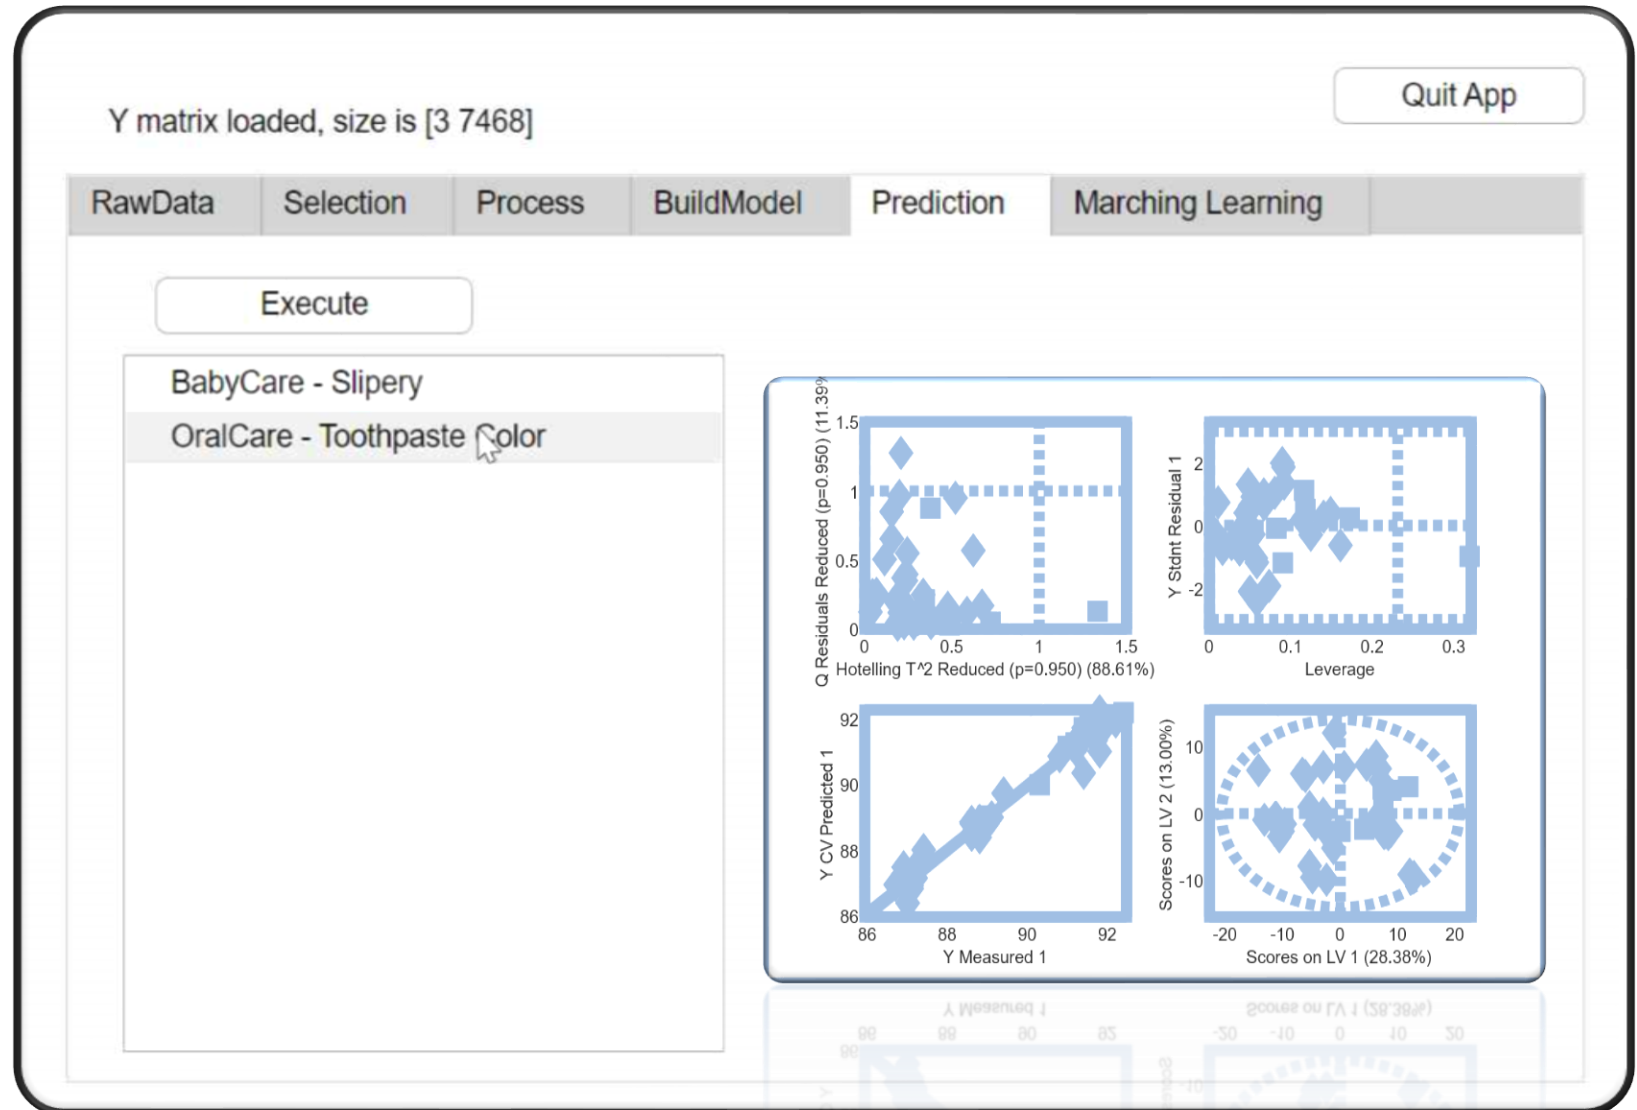 Quit App
Y matrix loaded, size is [3 7468]
RawData Selection Process BuildModel Prediction Marching Learning
Execute
BabyCare - Slipery
OralCare - Toothpaste Color
Q Residuals Reduced (p=0.950) (11.39%
1.5
1
0.5
0
0 0.5 1 1.5
Hotelling T^2 Reduced (p=0.950) (88.61%)
Y Stdnt Residual 1
2
0
-2
0 0.1 0.2 0.3
Leverage
Y CV Predicted 1
92
90
88
86
86 88 90 92
Y Measured 1
Scores on LV 2 (13.00%)
10
0
-10
-20 -10 0 10 20
Scores on LV 1 (28.38%)